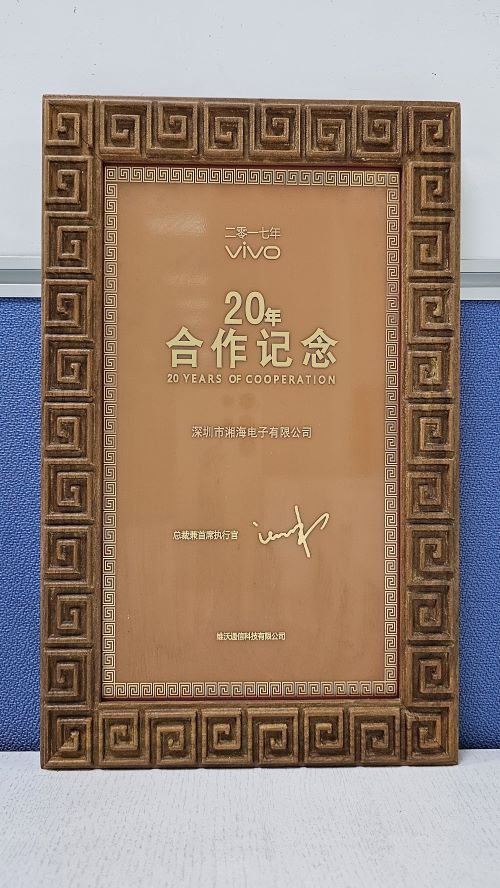 二零一七年
vivo
20年
合作记念
20 YEARS OF COOPERATION
深圳市湘海电子有限公司
总裁兼首席执行官
维沃通信科技有限公司